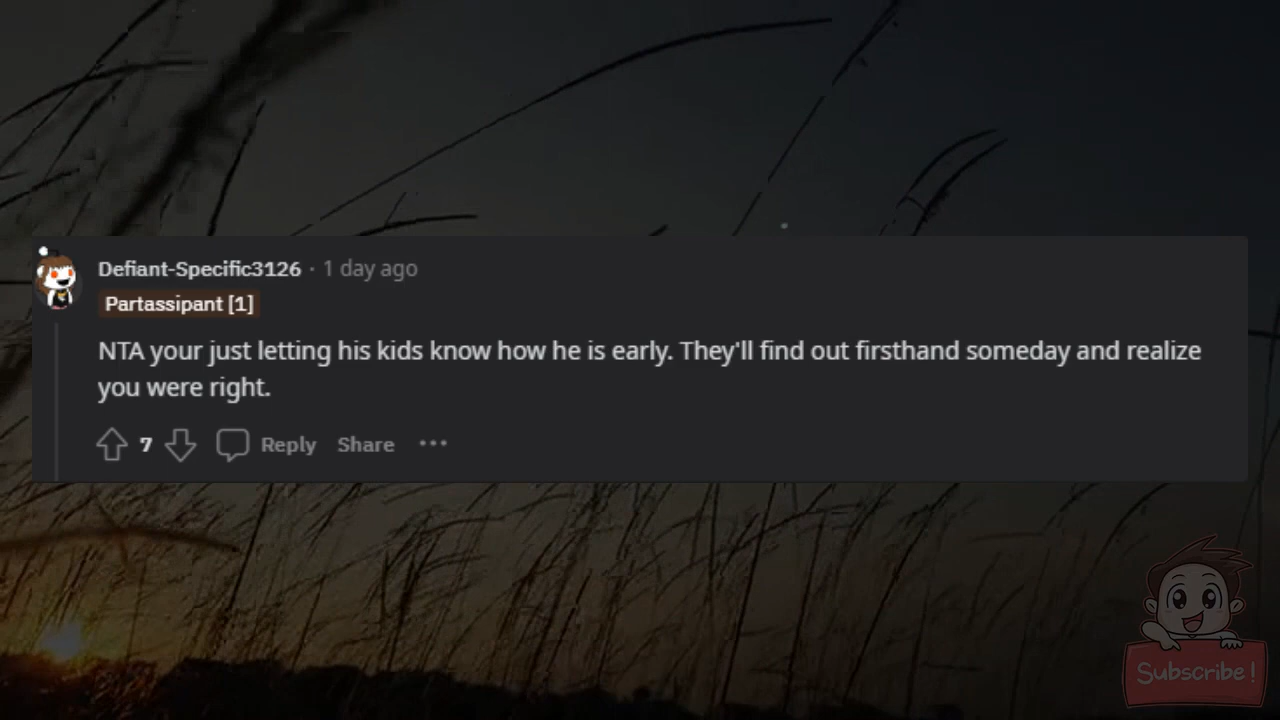 Defiant-Specific3126 · 1 day ago
Partassipant [1]
NTA your just letting his kids know how he is early. They'll find out firsthand someday and realize
you were right.
7 Reply Share ···
Subscribe!